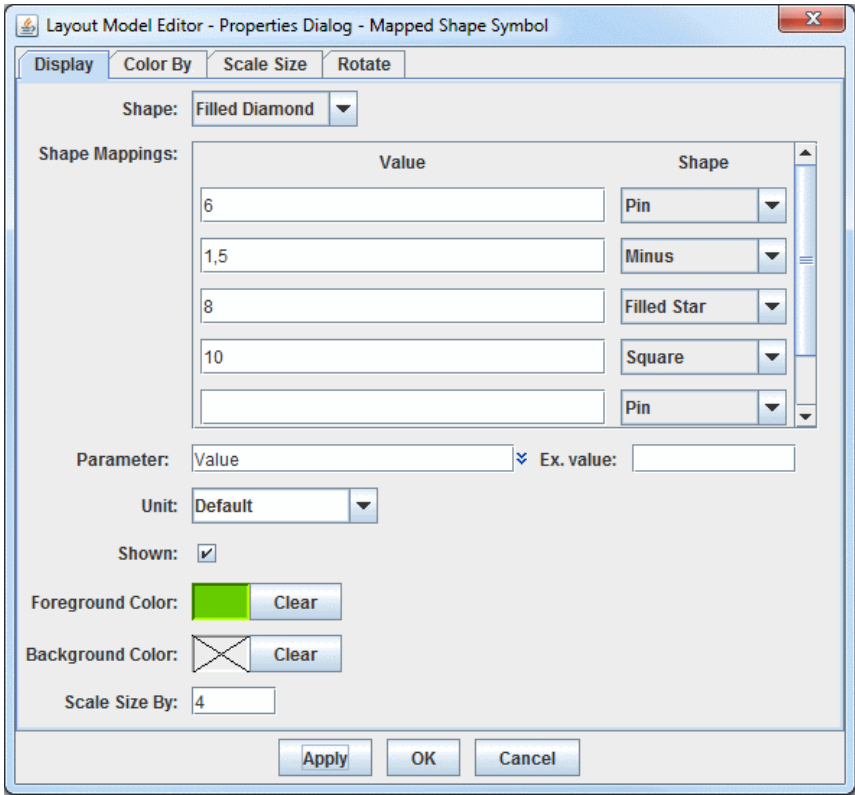 Layout Model Editor - Properties Dialog - Mapped Shape Symbol
Display Color By Scale Size Rotate
Shape: Filled Diamond
Shape Mappings: Value Shape
6 Pin
1,5 Minus
8 Filled Star
10 Square
Pin
Parameter: Value Ex. value:
Unit: Default
Shown:
Foreground Color: Clear
Background Color: Clear
Scale Size By: 4
Apply OK Cancel